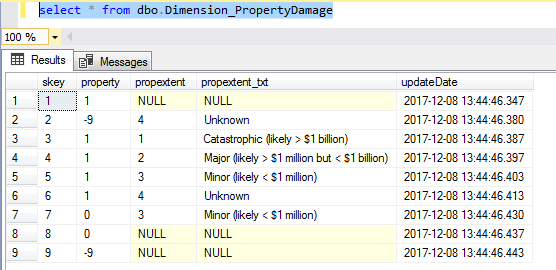 select * from dbo.Dimension_PropertyDamage
100 %
Results Messages
skey property propextent propextent_txt updateDate
1 1 1 NULL NULL 2017-12-08 13:44:46.347
2 2 -9 4 Unknown 2017-12-08 13:44:46.380
3 3 1 1 Catastrophic (likely > $1 billion) 2017-12-08 13:44:46.387
4 4 1 2 Major (likely > $1 million but < $1 billion) 2017-12-08 13:44:46.397
5 5 1 3 Minor (likely < $1 million) 2017-12-08 13:44:46.403
6 6 1 4 Unknown 2017-12-08 13:44:46.413
7 7 0 3 Minor (likely < $1 million) 2017-12-08 13:44:46.430
8 8 0 NULL NULL 2017-12-08 13:44:46.437
9 9 -9 NULL NULL 2017-12-08 13:44:46.443